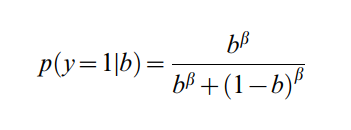 p(y=1|b) = b^β / (b^β + (1−b)^β)